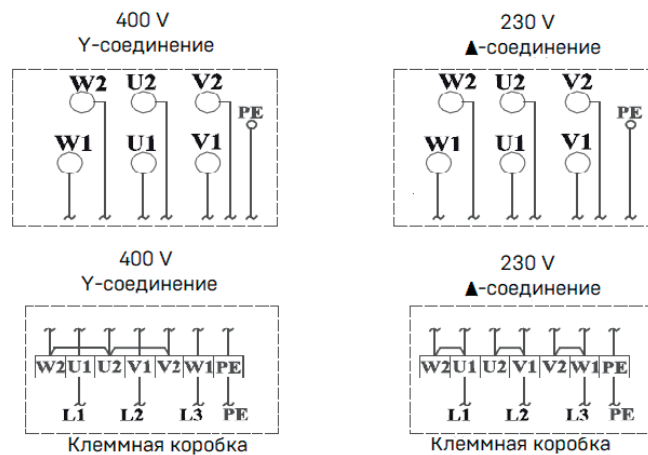 400 V
Y-соединение
W2 U2 V2
PE
W1 U1 V1
230 V
▲-соединение
W2 U2 V2
PE
W1 U1 V1
400 V
Y-соединение
W2 U1 U2 V1 V2 W1 PE
L1 L2 L3 PE
Клеммная коробка
230 V
▲-соединение
W2 U1 U2 V1 V2 W1 PE
L1 L2 L3 PE
Клеммная коробка